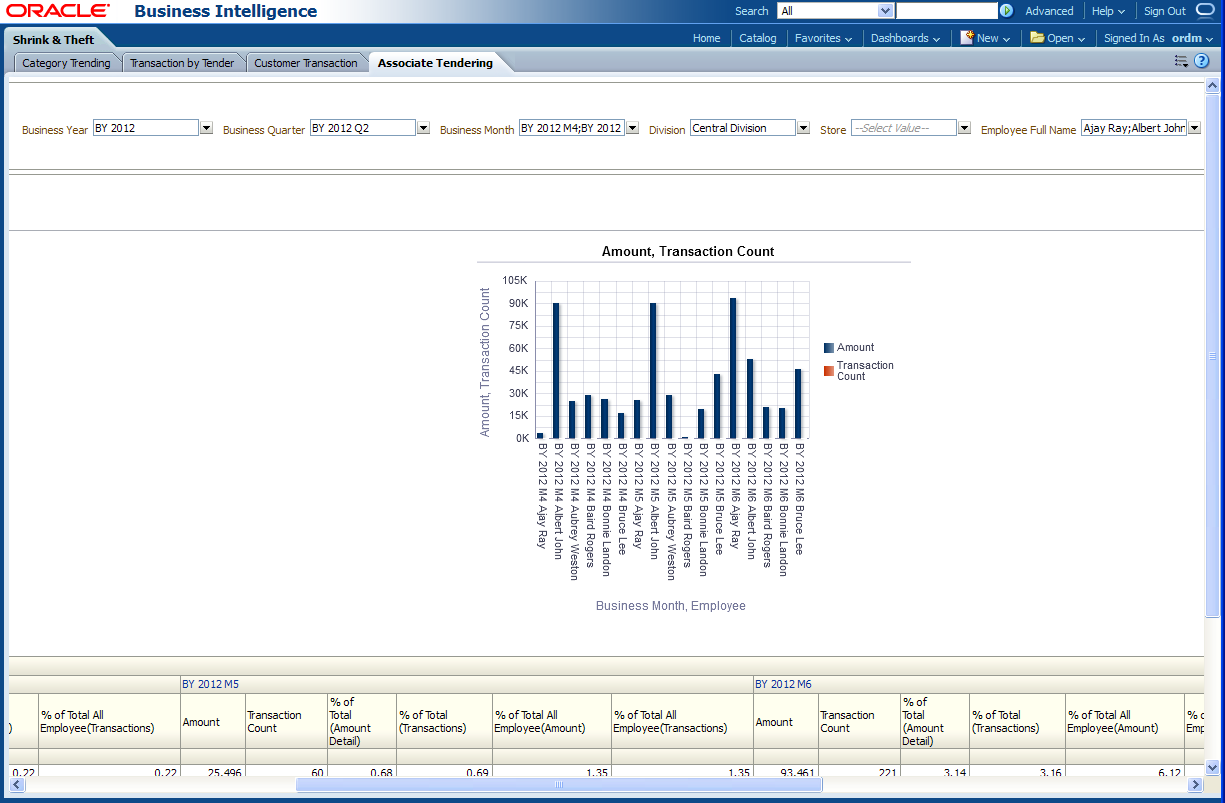 ORACLE Business Intelligence Search All Advanced Help Sign Out
Shrink & Theft Home Catalog Favorites Dashboards New Open Signed In As ordm
Category Trending Transaction by Tender Customer Transaction Associate Tendering
Business Year BY 2012 Business Quarter BY 2012 Q2 Business Month BY 2012 M4;BY 2012 Division Central Division Store --Select Value-- Employee Full Name Ajay Ray;Albert John
Amount, Transaction Count
Amount, Transaction Count
105K
90K
75K
60K
45K
30K
15K
0K
Amount
Transaction
Count
BY 2012 M4 Ajay Ray
BY 2012 M4 Albert John
BY 2012 M4 Aubrey Weston
BY 2012 M4 Baird Rogers
BY 2012 M4 Bonnie Landon
BY 2012 M4 Bruce Lee
BY 2012 M5 Ajay Ray
BY 2012 M5 Albert John
BY 2012 M5 Aubrey Weston
BY 2012 M5 Baird Rogers
BY 2012 M5 Bonnie Landon
BY 2012 M5 Bruce Lee
BY 2012 M6 Ajay Ray
BY 2012 M6 Albert John
BY 2012 M6 Baird Rogers
BY 2012 M6 Bonnie Landon
BY 2012 M6 Bruce Lee
Business Month, Employee
BY 2012 M5 BY 2012 M6
) % of Total All
Employee(Transactions)
Amount
Transaction
Count
% of
Total
(Amount
Detail)
% of Total
(Transactions)
% of Total All
Employee(Amount)
% of Total All
Employee(Transactions)
Amount
Transaction
Count
% of
Total
(Amount
Detail)
% of Total
(Transactions)
% of Total All
Employee(Amount)
0.22 0.22 25,496 60 0.68 0.69 1.35 1.35 93,461 221 3.14 3.16 6.12